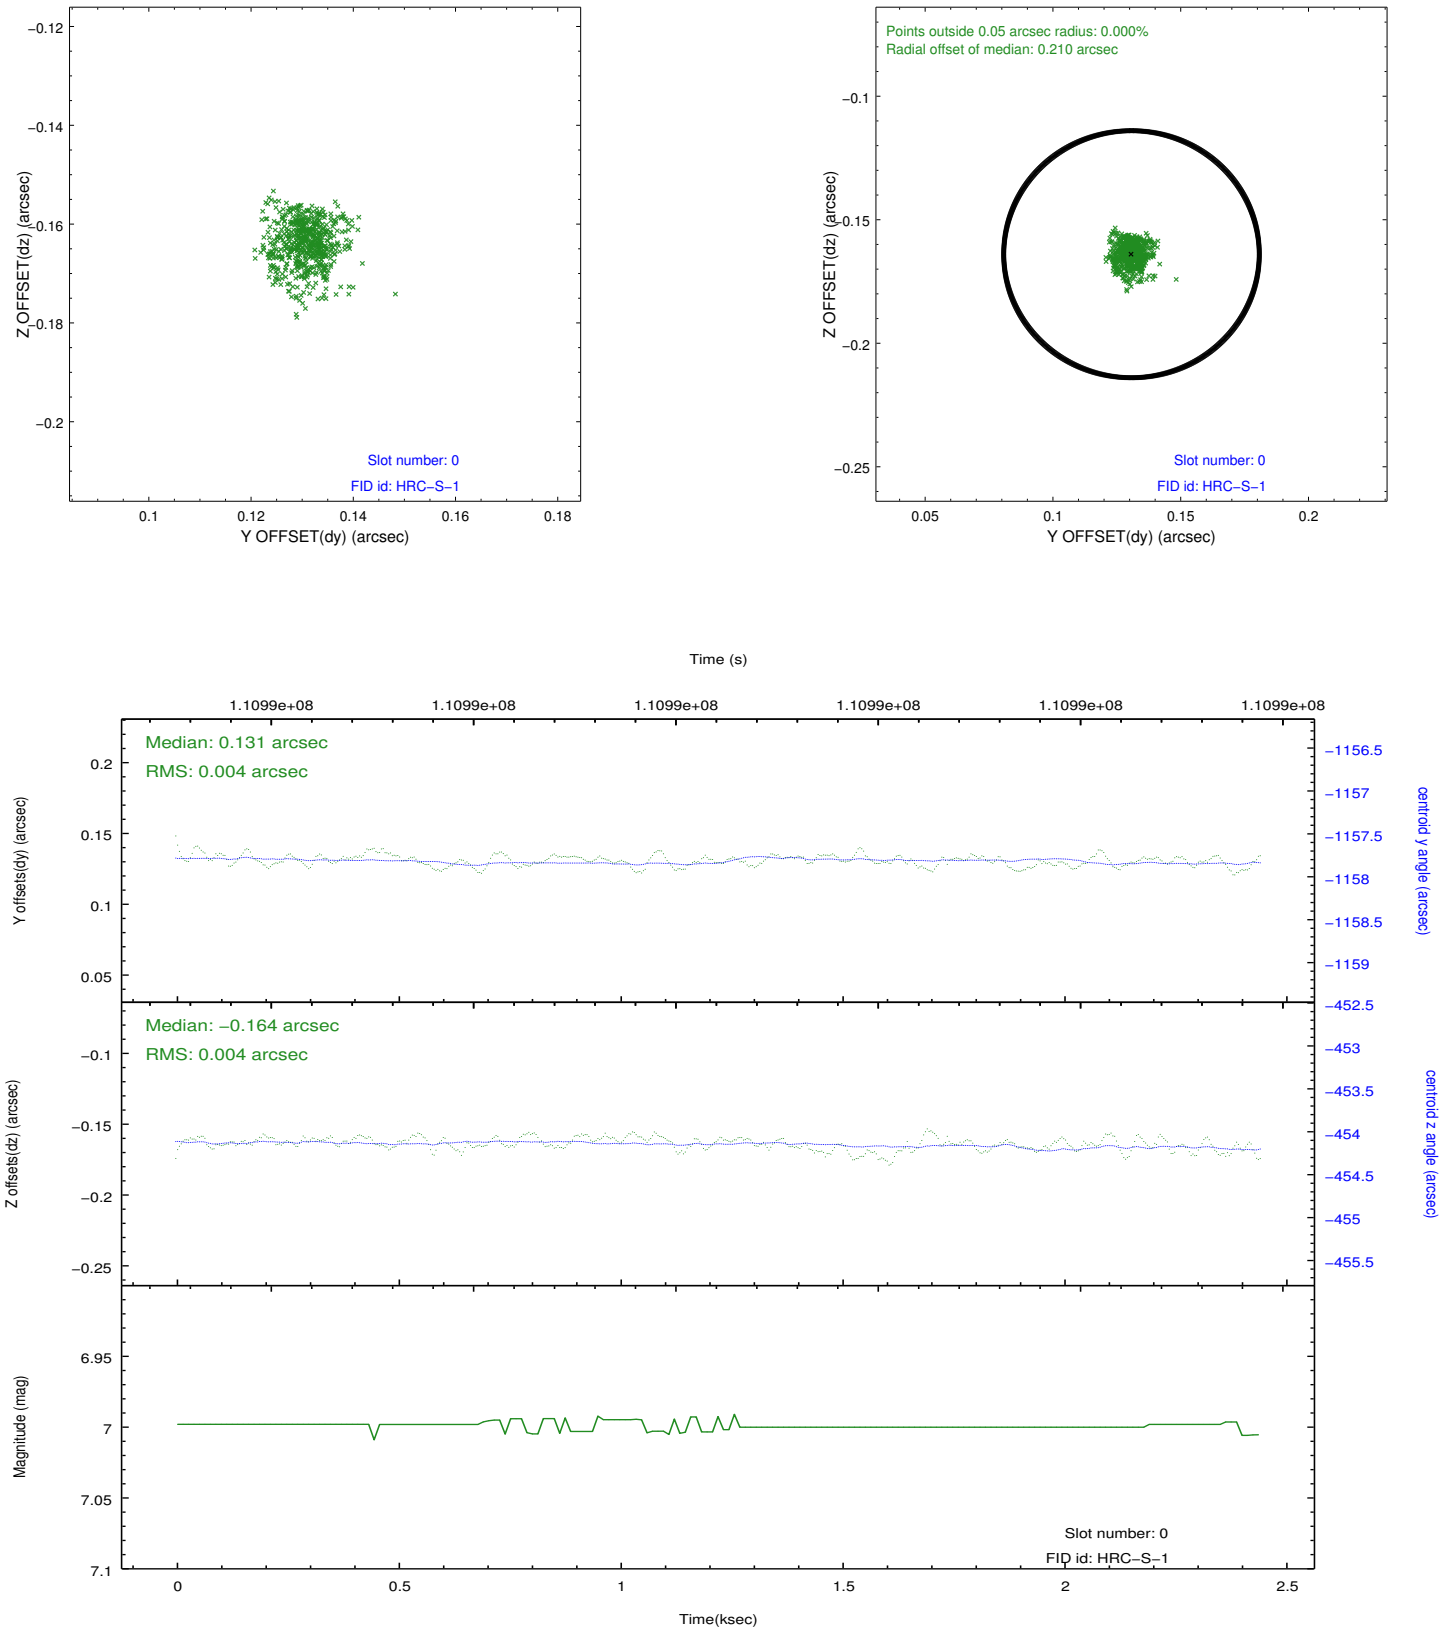 −0.12
−0.14
−0.16
−0.18
−0.2
Z OFFSET(dz) (arcsec)
Slot number: 0
FID id: HRC−S−1
0.1 0.12 0.14 0.16 0.18
Y OFFSET(dy) (arcsec)
Points outside 0.05 arcsec radius: 0.000%
Radial offset of median: 0.210 arcsec
−0.1
−0.15
−0.2
−0.25
Z OFFSET(dz) (arcsec)
Slot number: 0
FID id: HRC−S−1
0.05 0.1 0.15 0.2
Y OFFSET(dy) (arcsec)
Time (s)
1.1099e+08 1.1099e+08 1.1099e+08 1.1099e+08 1.1099e+08 1.1099e+08
Median: 0.131 arcsec
RMS: 0.004 arcsec
0.2
0.15
0.1
0.05
Y offsets(dy) (arcsec)
−1156.5
−1157
−1157.5
−1158
−1158.5
−1159
centroid y angle (arcsec)
Median: −0.164 arcsec
RMS: 0.004 arcsec
−0.1
−0.15
−0.2
−0.25
Z offsets(dz) (arcsec)
−452.5
−453
−453.5
−454
−454.5
−455
−455.5
centroid z angle (arcsec)
6.95
7
7.05
7.1
Magnitude (mag)
Slot number: 0
FID id: HRC−S−1
0 0.5 1 1.5 2 2.5
Time(ksec)